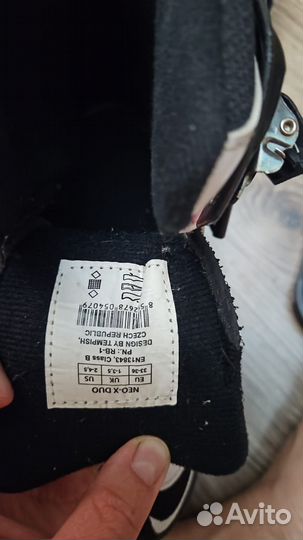 NEO-X DUO
EU UK US
33-36 1-3,5 2-4,5
EN13843, Class B
PN.: RB-1
DESIGN BY TEMPISH,
CZECH REPUBLIC
Avito